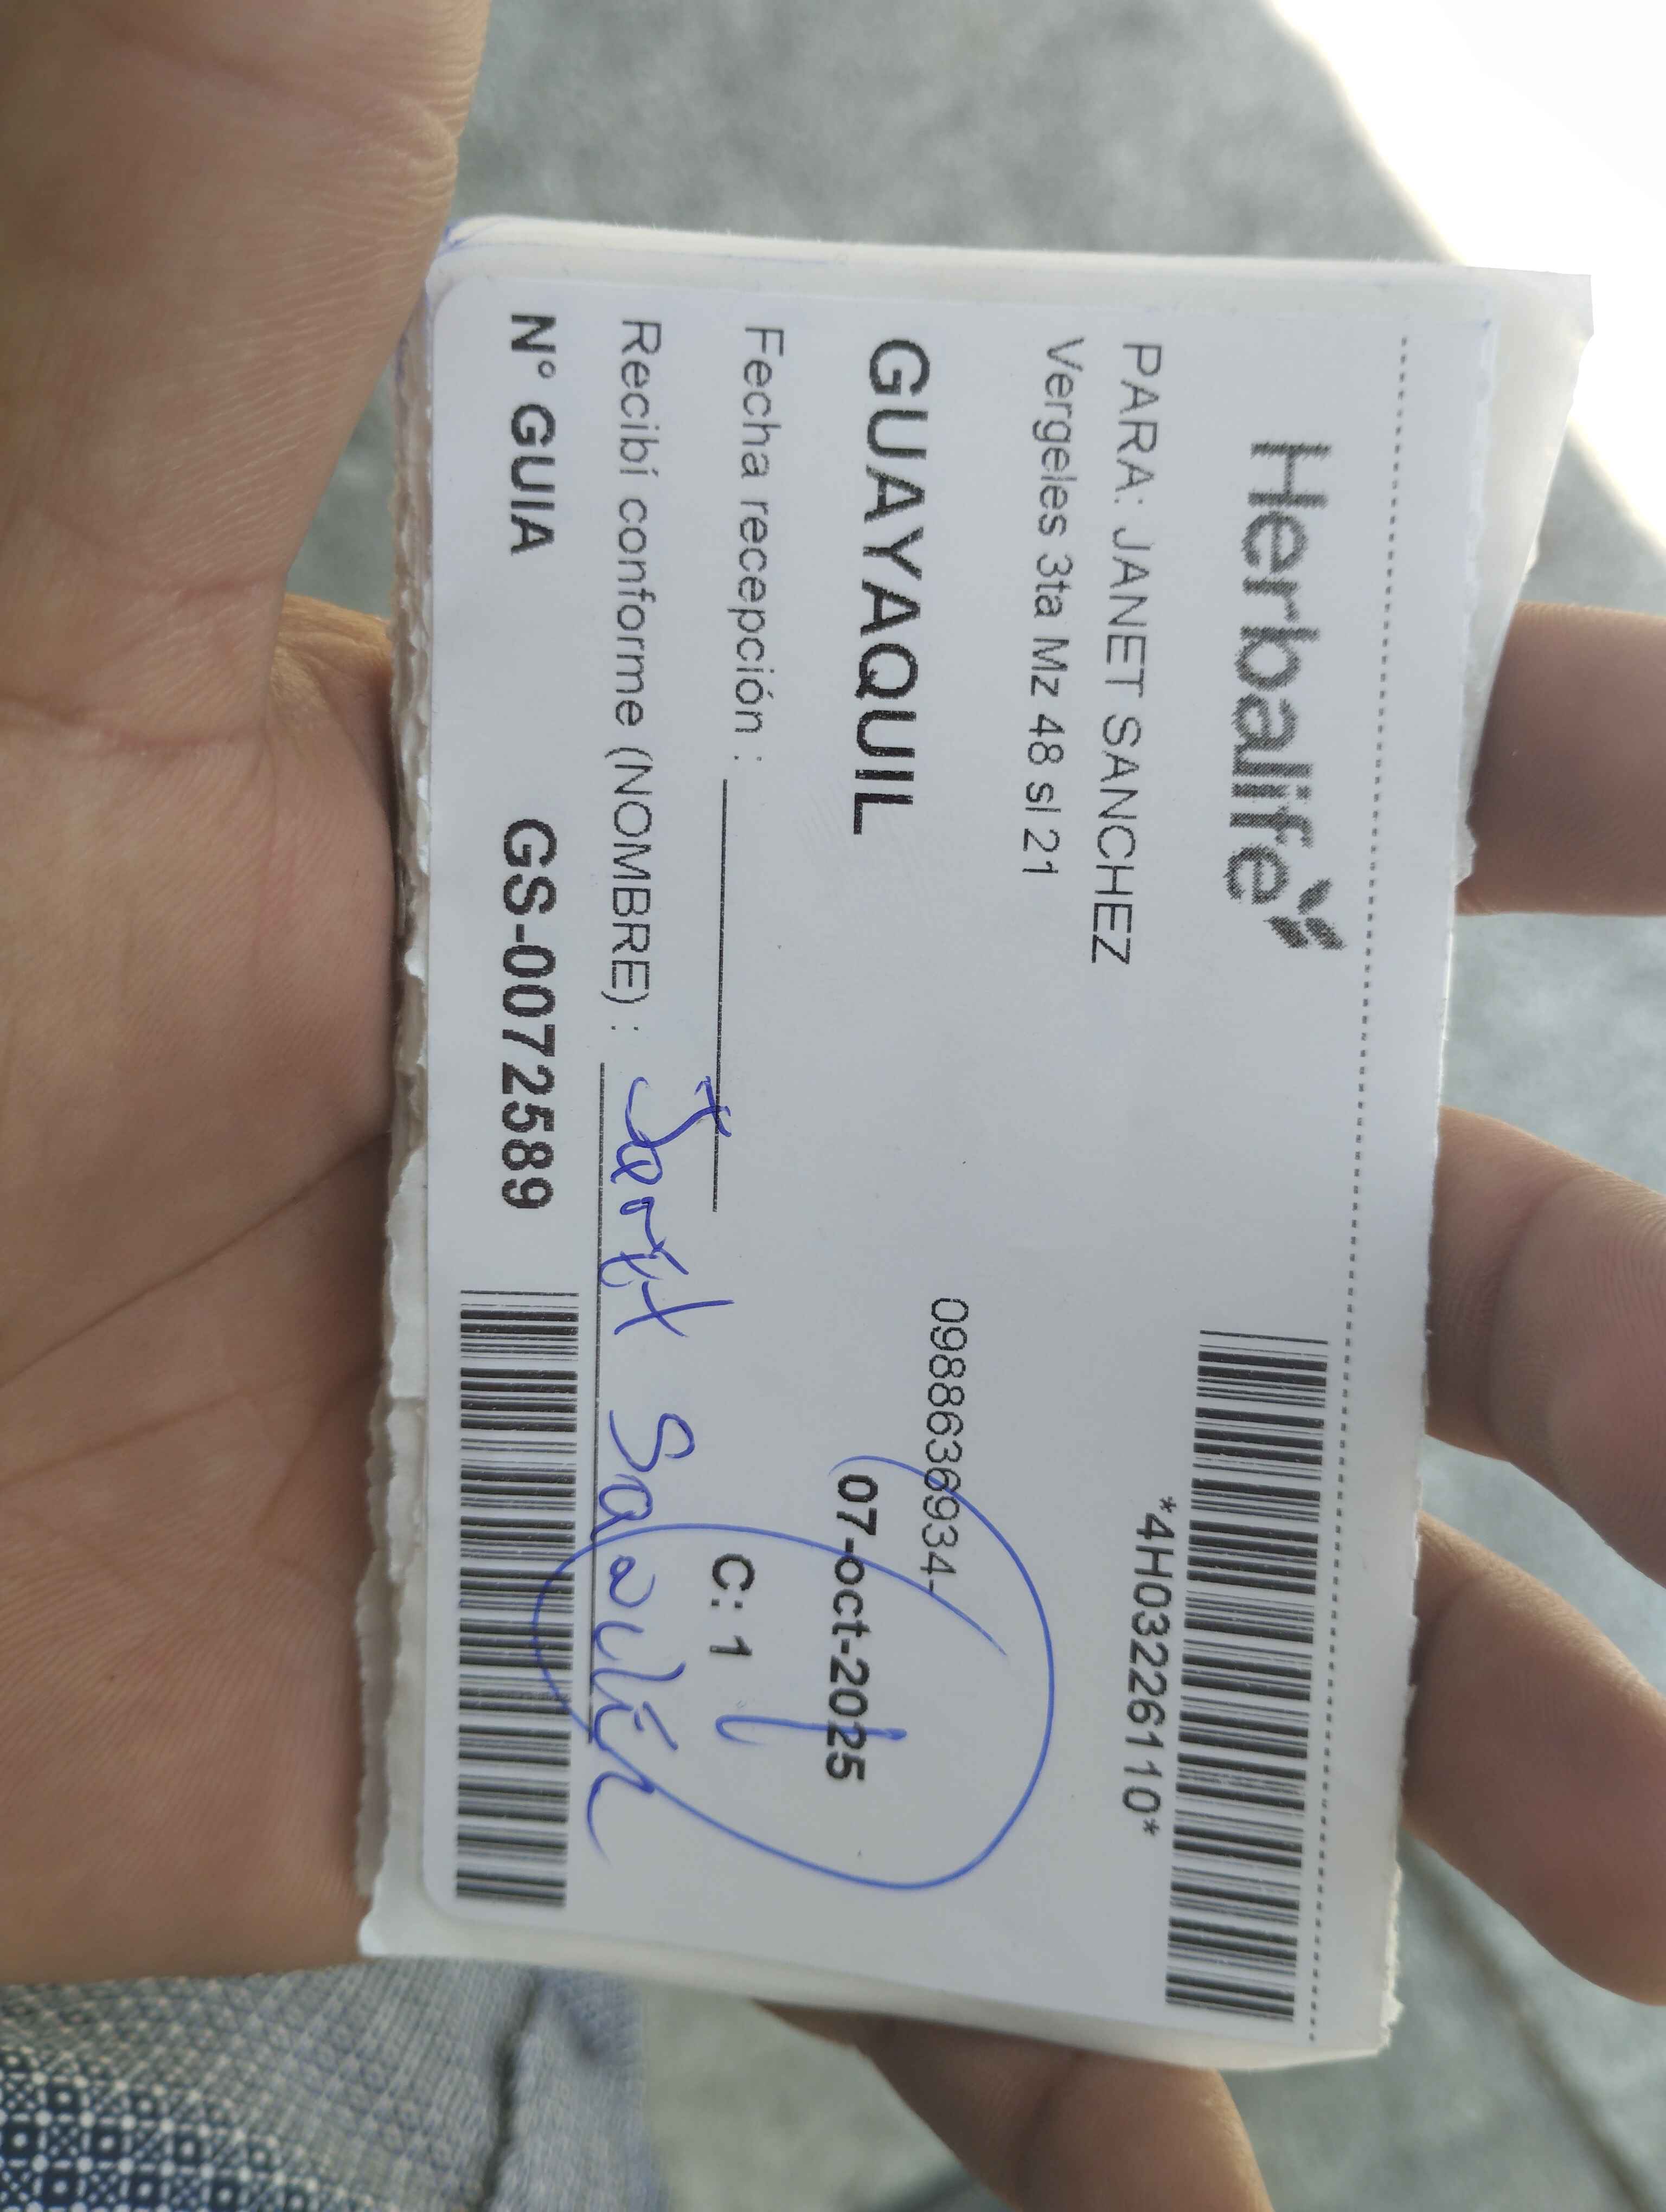 Herbalife
*4H03226110*
PARA: JANET SANCHEZ
Vergeles 3ta Mz 48 sl 21
0988636934-
GUAYAQUIL
07-oct-2025
Fecha recepción :
C: 1
Recibí conforme (NOMBRE) :
N° GUIA GS-0072589